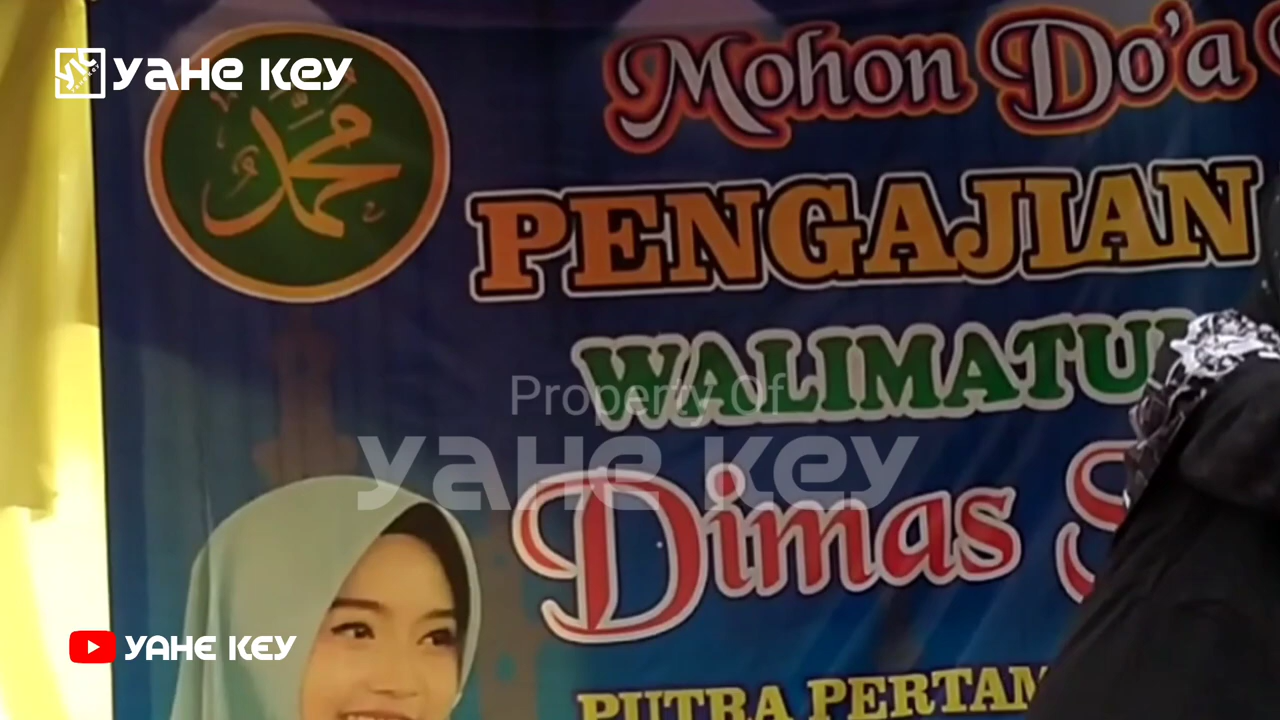 YAHE KEY
محمد
Mohon Do'a
PENGAJIAN
WALIMATU
Property Of
YAHE KEY
Dimas S
PUTRA PERTAM
YAHE KEY